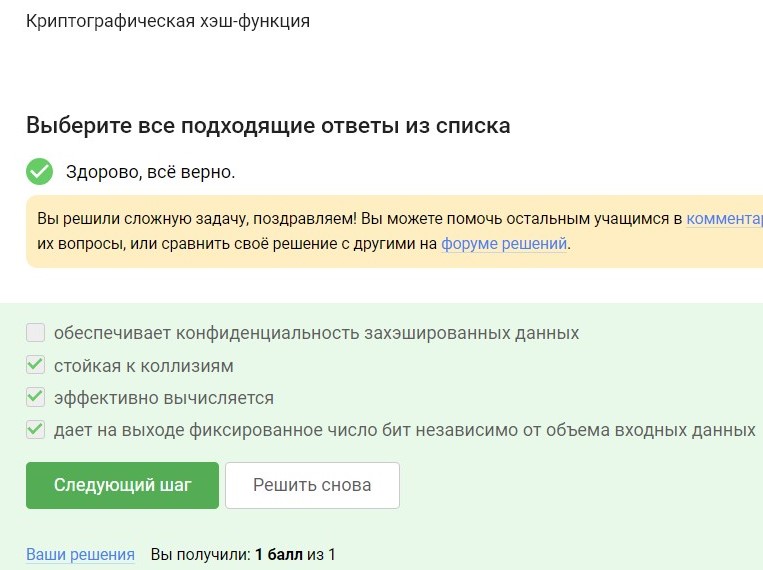 Криптографическая хэш-функция
Выберите все подходящие ответы из списка
Здорово, всё верно.
Вы решили сложную задачу, поздравляем! Вы можете помочь остальным учащимся в коммента
их вопросы, или сравнить своё решение с другими на форуме решений.
обеспечивает конфиденциальность захэшированных данных
стойкая к коллизиям
эффективно вычисляется
дает на выходе фиксированное число бит независимо от объема входных данных
Следующий шаг Решить снова
Ваши решения Вы получили: 1 балл из 1